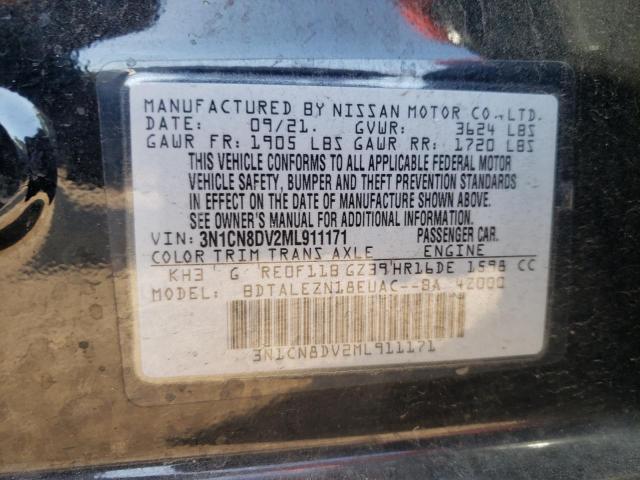 MANUFACTURED BY NISSAN MOTOR CO., LTD.
DATE: 09/21. GVWR: 3624 LBS
GAWR FR: 1905 LBS GAWR RR: 1720 LBS
THIS VEHICLE CONFORMS TO ALL APPLICABLE FEDERAL MOTOR
VEHICLE SAFETY, BUMPER AND THEFT PREVENTION STANDARDS
IN EFFECT ON THE DATE OF MANUFACTURE SHOWN ABOVE.
SEE OWNER'S MANUAL FOR ADDITIONAL INFORMATION.
VIN: 3N1CN8DV2ML911171 PASSENGER CAR.
COLOR TRIM TRANS AXLE ENGINE
KH3 G RE0F11B GZ39 HR16DE 1598 CC
MODEL: BDTALEZN18EUAC--BA 42000
3N1CN8DV2ML911171